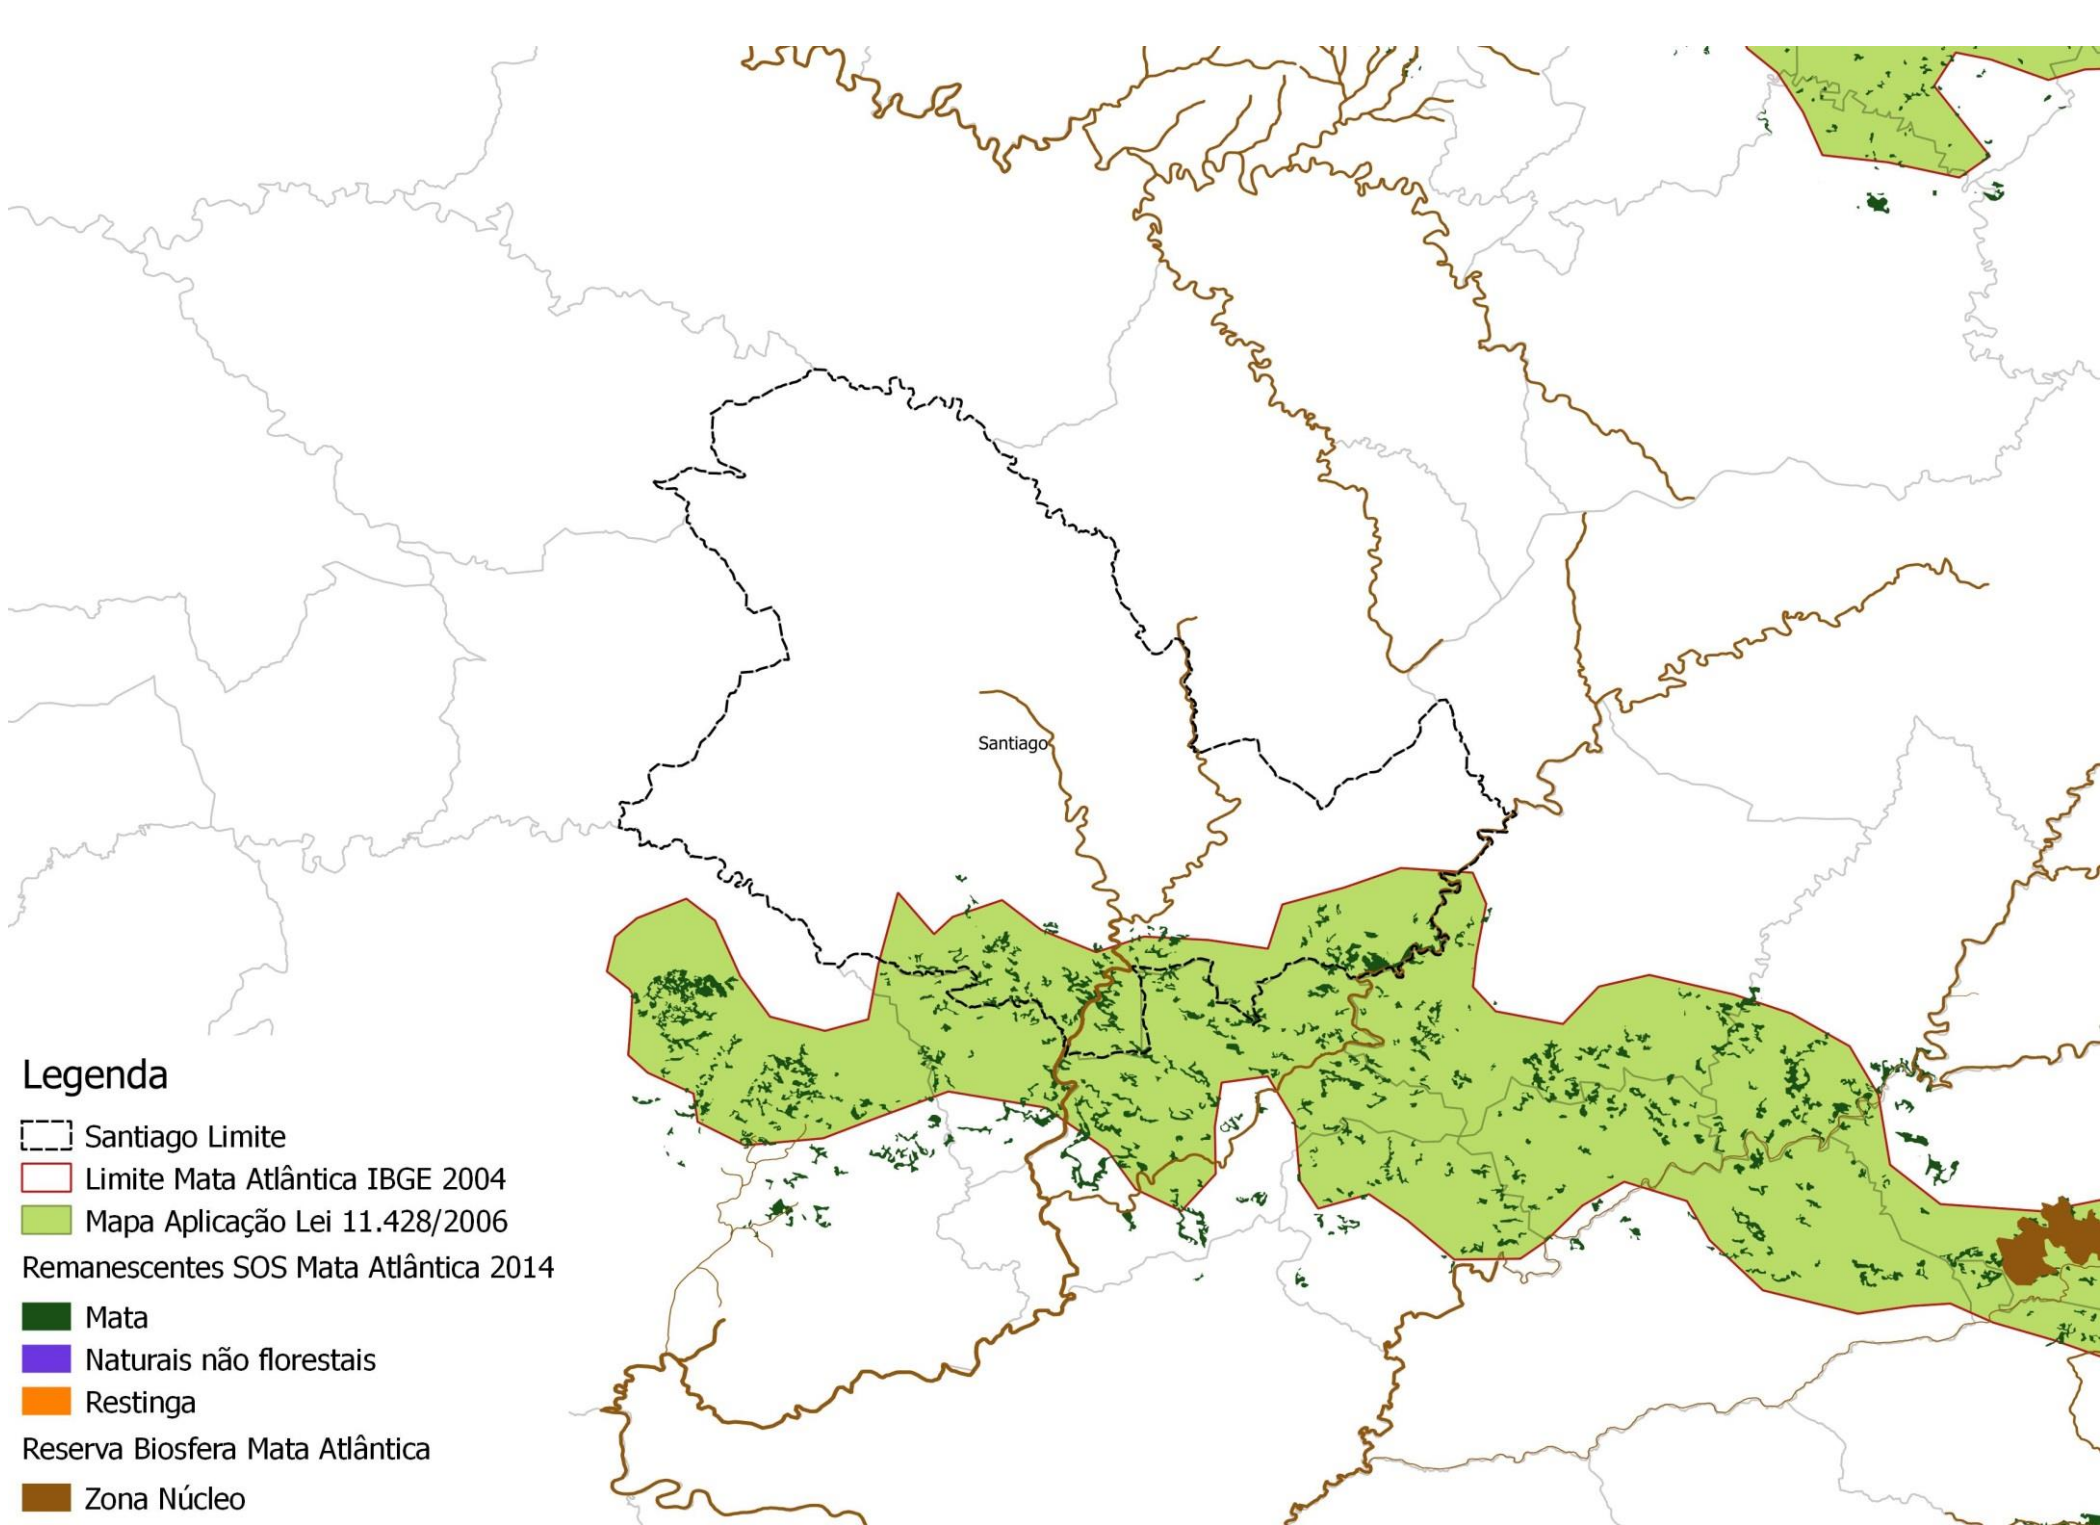 Santiago
Legenda
Santiago Limite
Limite Mata Atlântica IBGE 2004
Mapa Aplicação Lei 11.428/2006
Remanescentes SOS Mata Atlântica 2014
Mata
Naturais não florestais
Restinga
Reserva Biosfera Mata Atlântica
Zona Núcleo